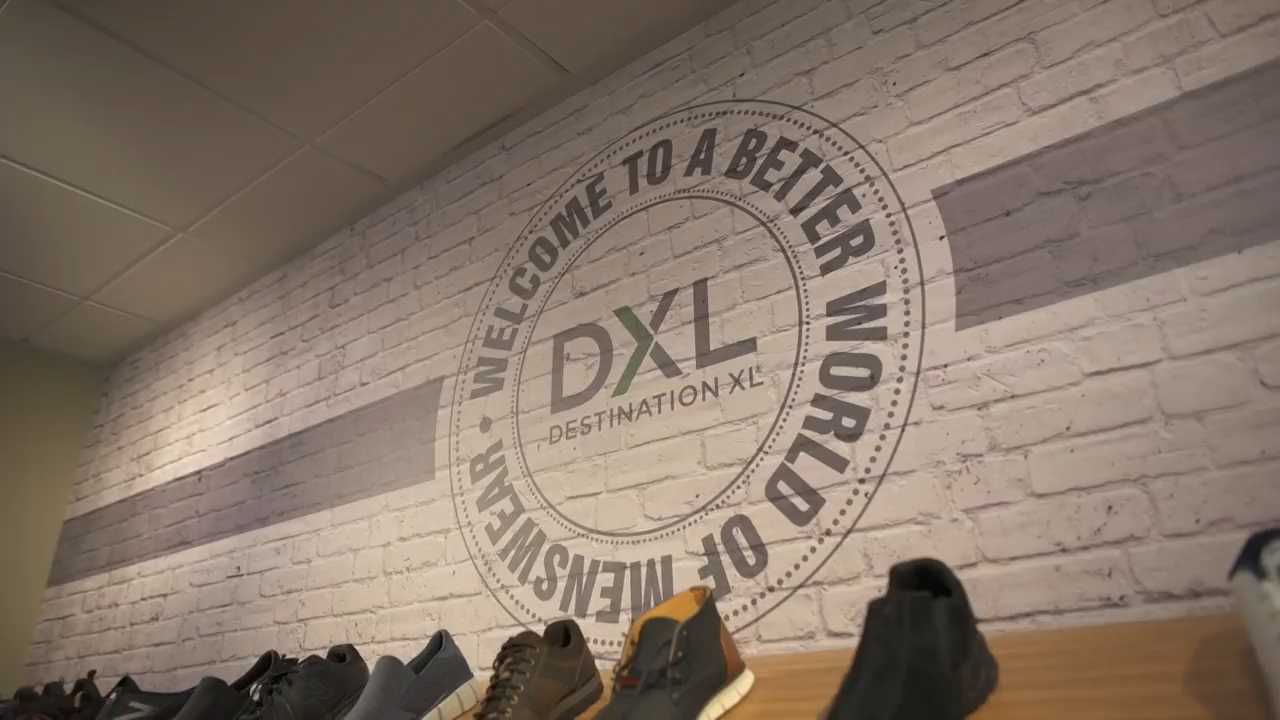 WELCOME TO A BETTER WORLD OF MENSWEAR •
DXL
DESTINATION XL®